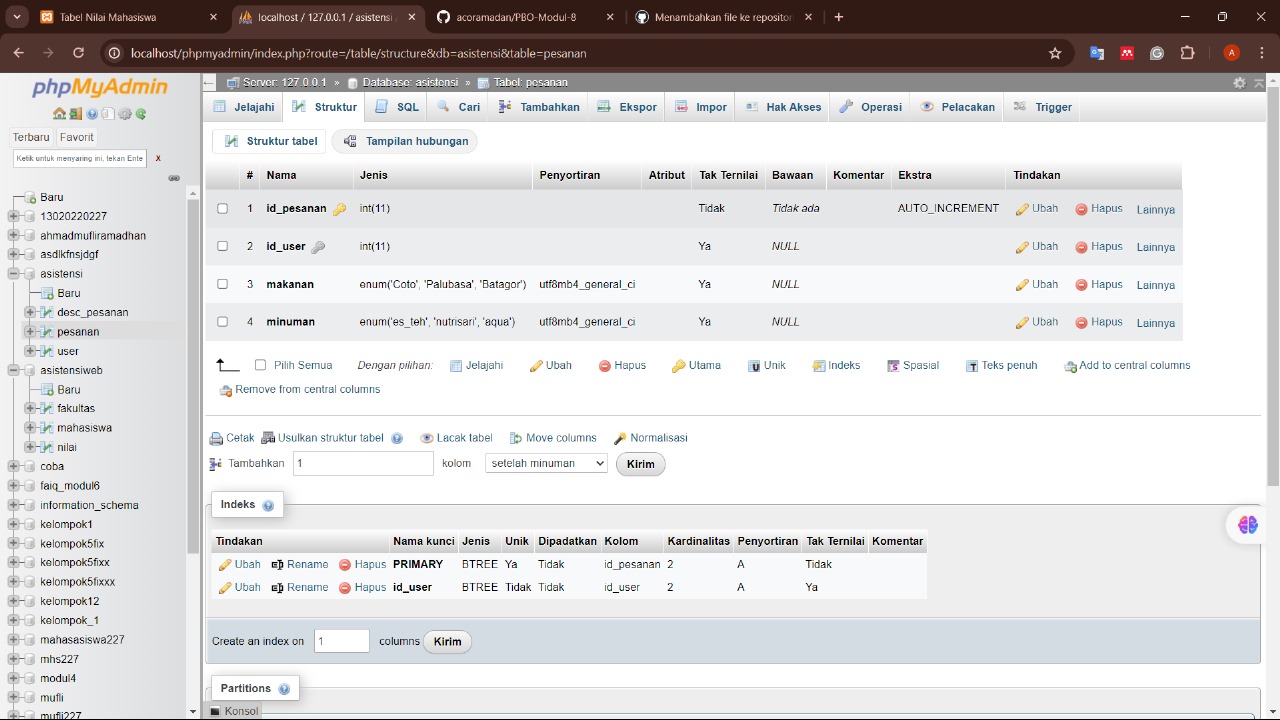 Tabel Nilai Mahasiswa
localhost / 127.0.0.1 / asistensi /
acoramadan/PBO-Modul-8
Menambahkan file ke repositori
localhost/phpmyadmin/index.php?route=/table/structure&db=asistensi&table=pesanan
A
phpMyAdmin
Terbaru Favorit
Ketik untuk menyaring ini, tekan Ente X
Baru
13020220227
ahmadmufliramadhan
asdlkfnsjdgf
asistensi
Baru
desc_pesanan
pesanan
user
asistensiweb
Baru
fakultas
mahasiswa
nilai
coba
faiq_modul6
information_schema
kelompok1
kelompok5fix
kelompok5fixx
kelompok5fixxx
kelompok12
kelompok_1
mahasasiswa227
mhs227
modul4
mufli
mufli227
Server: 127.0.0.1 » Database: asistensi » Tabel: pesanan
Jelajahi Struktur SQL Cari Tambahkan Ekspor Impor Hak Akses Operasi Pelacakan Trigger
Struktur tabel Tampilan hubungan
# Nama Jenis Penyortiran Atribut Tak Ternilai Bawaan Komentar Ekstra Tindakan
1 id_pesanan int(11) Tidak Tidak ada AUTO_INCREMENT Ubah Hapus Lainnya
2 id_user int(11) Ya NULL Ubah Hapus Lainnya
3 makanan enum('Coto', 'Palubasa', 'Batagor') utf8mb4_general_ci Ya NULL Ubah Hapus Lainnya
4 minuman enum('es_teh', 'nutrisari', 'aqua') utf8mb4_general_ci Ya NULL Ubah Hapus Lainnya
Pilih Semua Dengan pilihan: Jelajahi Ubah Hapus Utama Unik Indeks Spasial Teks penuh Add to central columns
Remove from central columns
Cetak Usulkan struktur tabel Lacak tabel Move columns Normalisasi
Tambahkan 1 kolom setelah minuman Kirim
Indeks
Tindakan Nama kunci Jenis Unik Dipadatkan Kolom Kardinalitas Penyortiran Tak Ternilai Komentar
Ubah Rename Hapus PRIMARY BTREE Ya Tidak id_pesanan 2 A Tidak
Ubah Rename Hapus id_user BTREE Tidak Tidak id_user 2 A Ya
Create an index on 1 columns Kirim
Partitions
Konsol